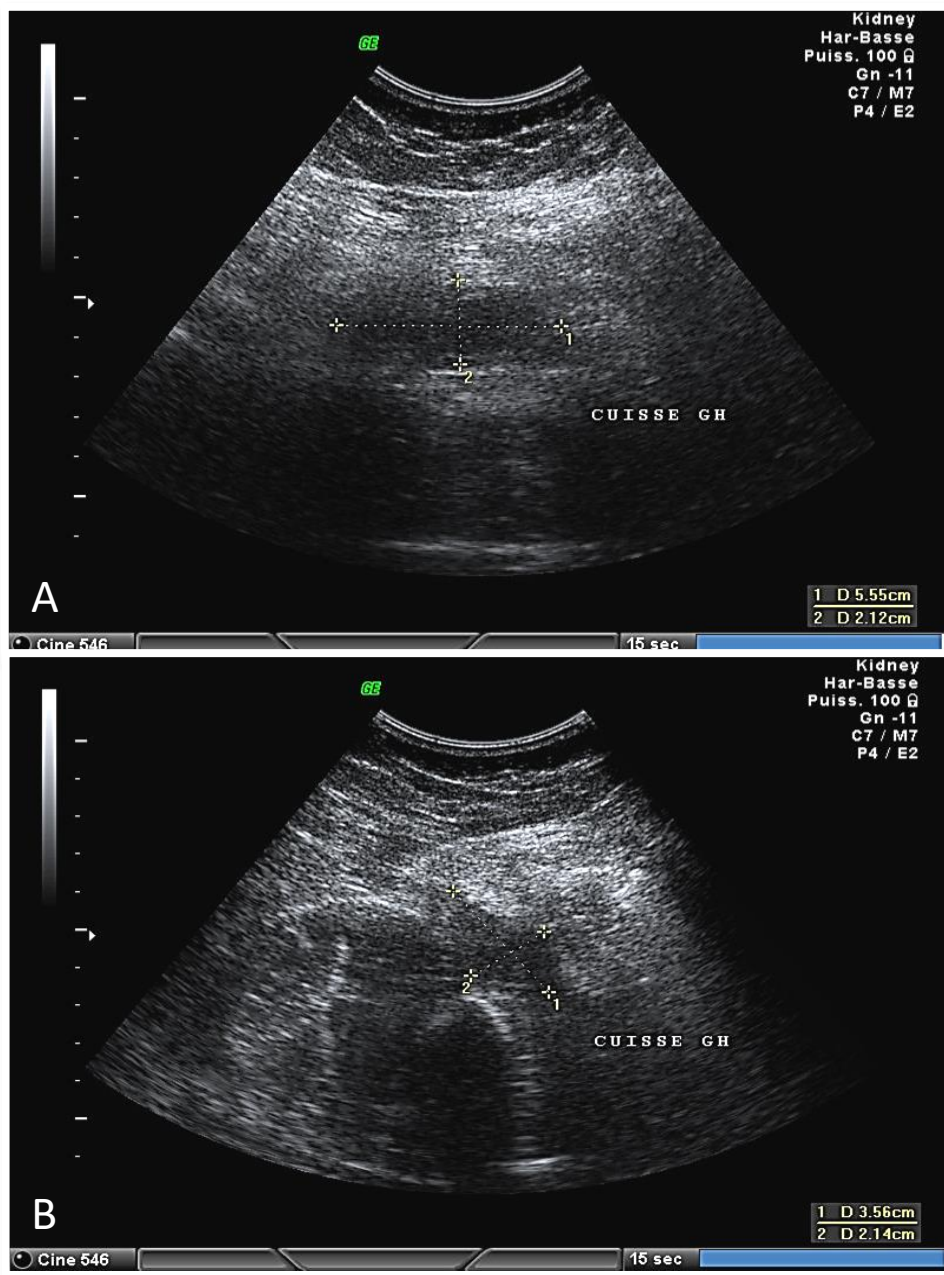 GE
Kidney
Har-Basse
Puiss. 100
Gn -11
C7 / M7
P4 / E2
1
2
CUISSE GH
1 D 5.55cm
2 D 2.12cm
A
Cine 546
15 sec
GE
Kidney
Har-Basse
Puiss. 100
Gn -11
C7 / M7
P4 / E2
2
1
CUISSE GH
1 D 3.56cm
2 D 2.14cm
B
Cine 546
15 sec